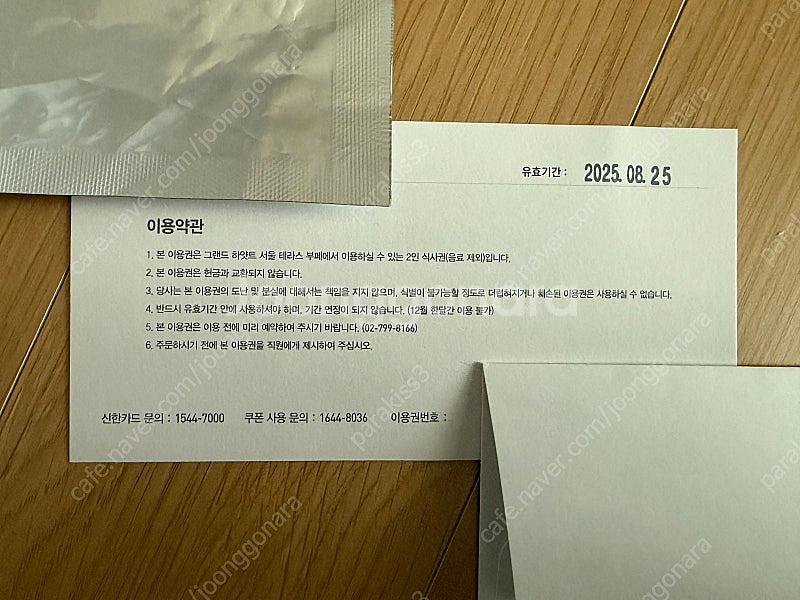 유효기간 : 2025. 08. 25
이용약관
1. 본 이용권은 그랜드 하얏트 서울 테라스 부페에서 이용하실 수 있는 2인 식사권(음료 제외)입니다.
2. 본 이용권은 현금과 교환되지 않습니다.
3. 당사는 본 이용권의 도난 및 분실에 대해서는 책임을 지지 않으며, 식별이 불가능할 정도로 더럽혀지거나 훼손된 이용권은 사용하실 수 없습니다.
4. 반드시 유효기간 안에 사용하셔야 하며, 기간 연장이 되지 않습니다. (12월 한달간 이용 불가)
5. 본 이용권은 이용 전에 미리 예약하여 주시기 바랍니다. (02-799-8166)
6. 주문하시기 전에 본 이용권을 직원에게 제시하여 주십시오.
신한카드 문의 : 1544-7000 쿠폰 사용 문의 : 1644-8036 이용권번호 :
cafe.naver.com/joonggonara
parakiss3